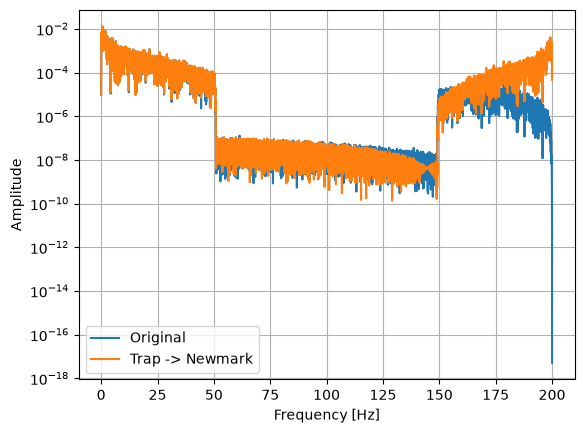 10⁻²
10⁻⁴
10⁻⁶
10⁻⁸
10⁻¹⁰
10⁻¹²
10⁻¹⁴
10⁻¹⁶
10⁻¹⁸
Amplitude
Original
Trap -> Newmark
0 25 50 75 100 125 150 175 200
Frequency [Hz]